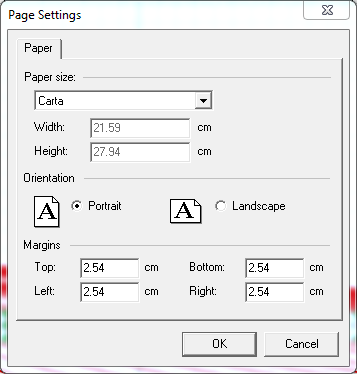 Page Settings
Paper
Paper size:
Carta
Width: 21.59 cm
Height: 27.94 cm
Orientation
A Portrait A Landscape
Margins
Top: 2.54 cm Bottom: 2.54 cm
Left: 2.54 cm Right: 2.54 cm
OK Cancel